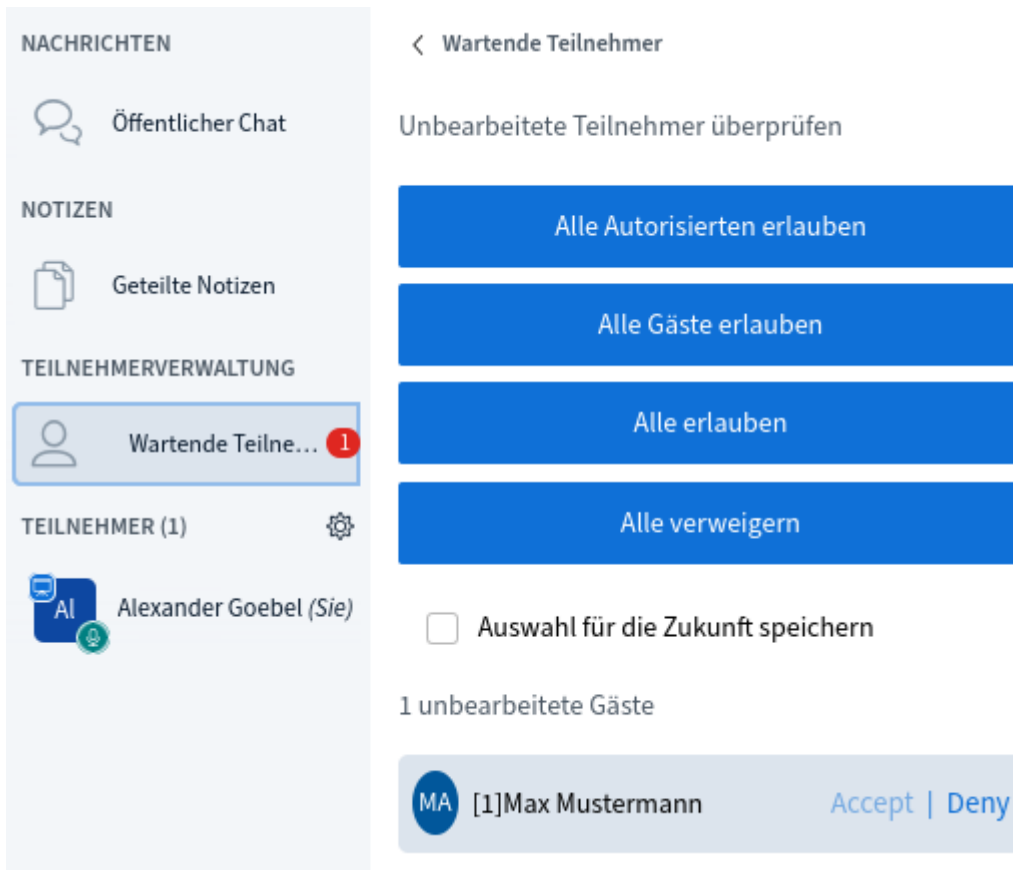 NACHRICHTEN
Öffentlicher Chat
NOTIZEN
Geteilte Notizen
TEILNEHMERVERWALTUNG
Wartende Teilne... 1
TEILNEHMER (1)
Al Alexander Goebel (Sie)
Wartende Teilnehmer
Unbearbeitete Teilnehmer überprüfen
Alle Autorisierten erlauben
Alle Gäste erlauben
Alle erlauben
Alle verweigern
Auswahl für die Zukunft speichern
1 unbearbeitete Gäste
MA [1]Max Mustermann Accept | Deny